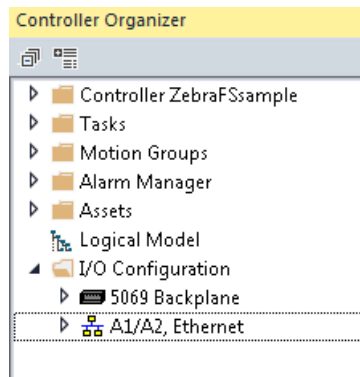 Controller Organizer
Controller ZebraFSsample
Tasks
Motion Groups
Alarm Manager
Assets
Logical Model
I/O Configuration
5069 Backplane
A1/A2, Ethernet